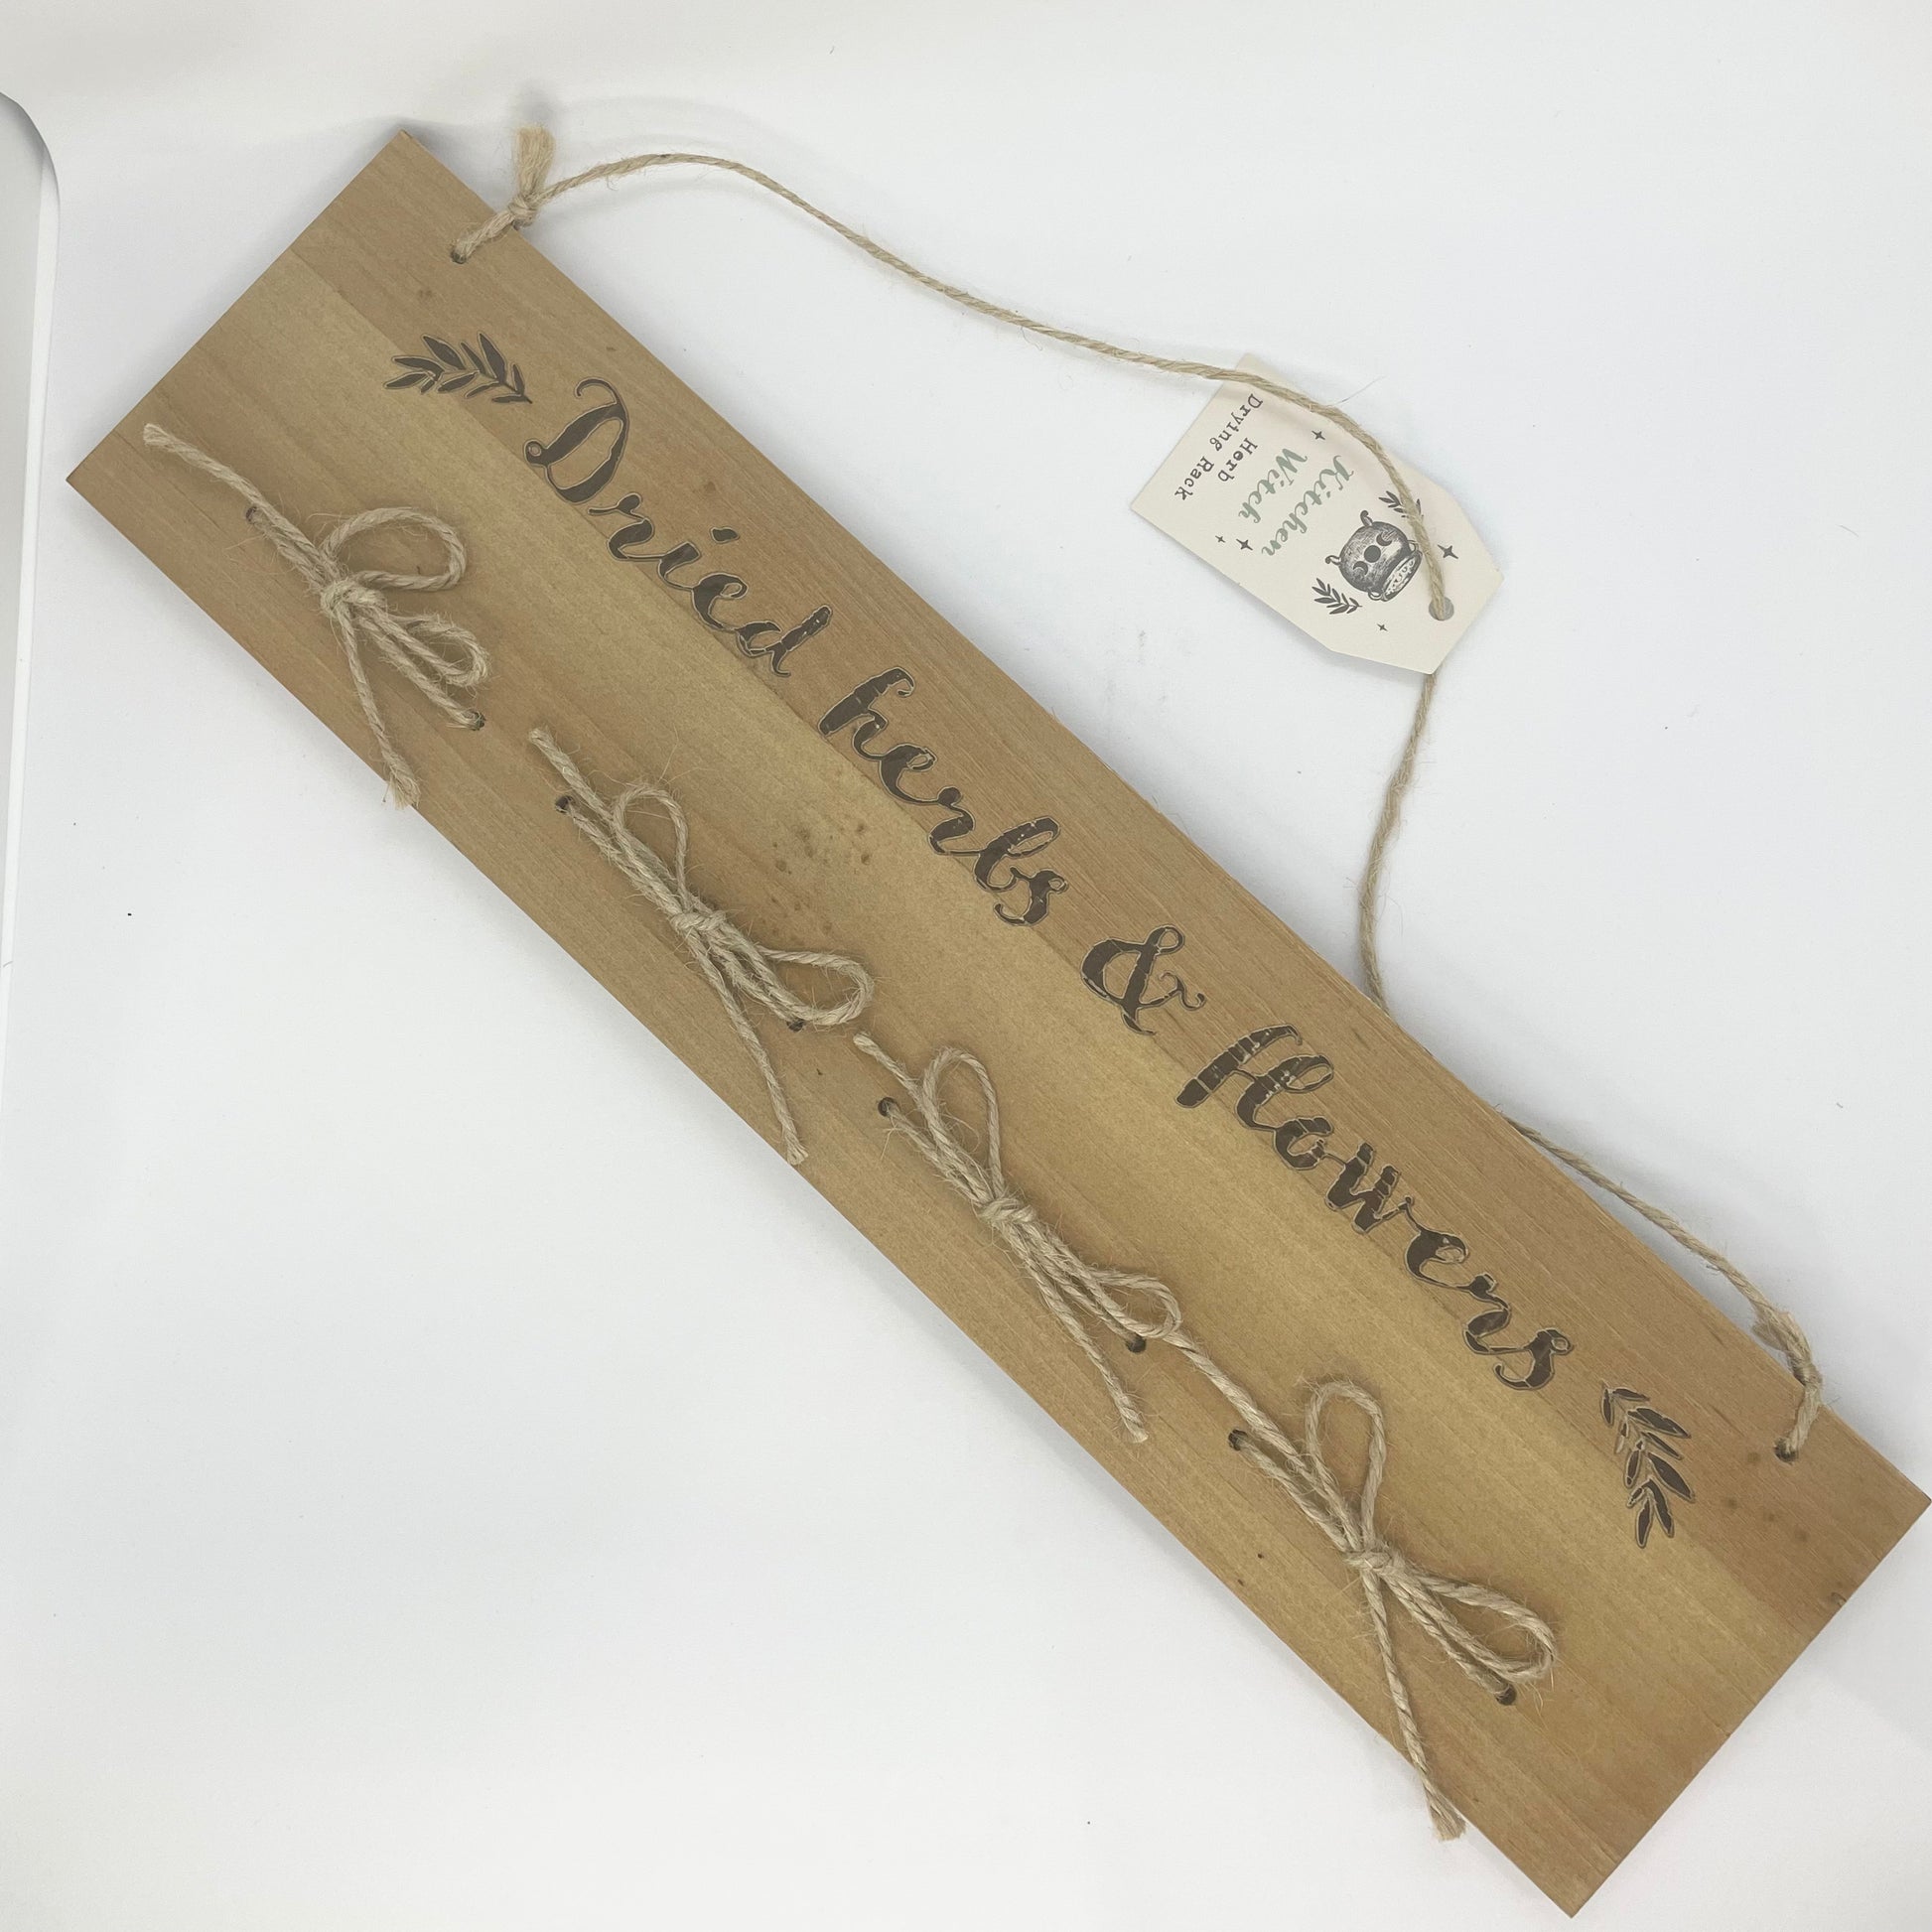 Dried herbs & flowers
Kitchen
Witch
Herb
Drying Rack